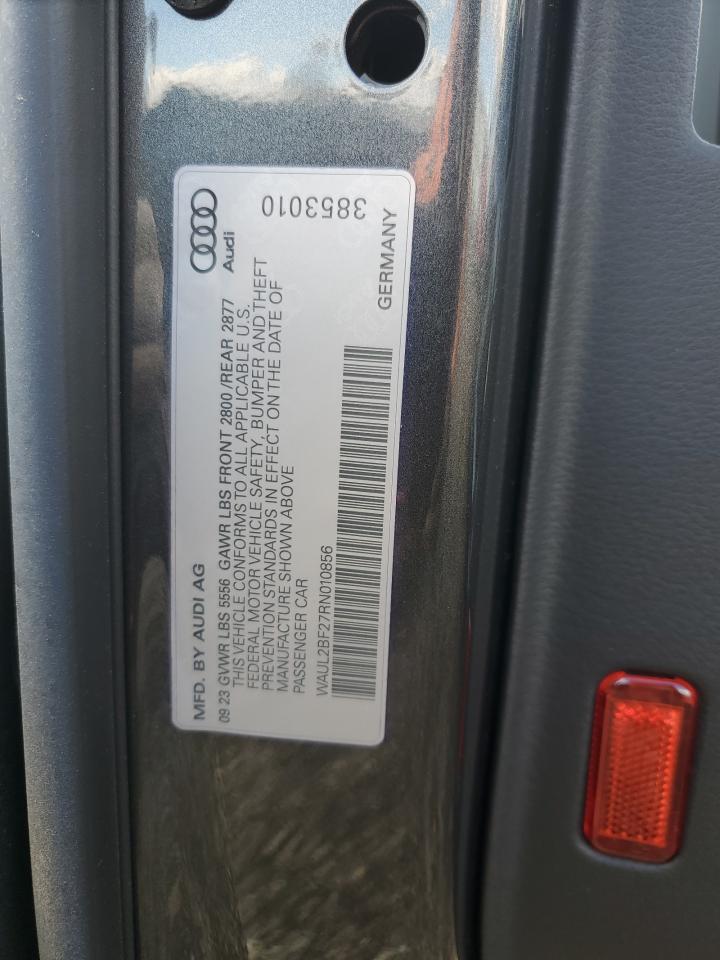 MFD. BY AUDI AG
Audi
09 23 GVWR LBS 5556 GAWR LBS FRONT 2800 /REAR 2877
THIS VEHICLE CONFORMS TO ALL APPLICABLE U.S.
FEDERAL MOTOR VEHICLE SAFETY, BUMPER AND THEFT
PREVENTION STANDARDS IN EFFECT ON THE DATE OF
MANUFACTURE SHOWN ABOVE
PASSENGER CAR
WAUL2BF27RN010856
GERMANY
3853010